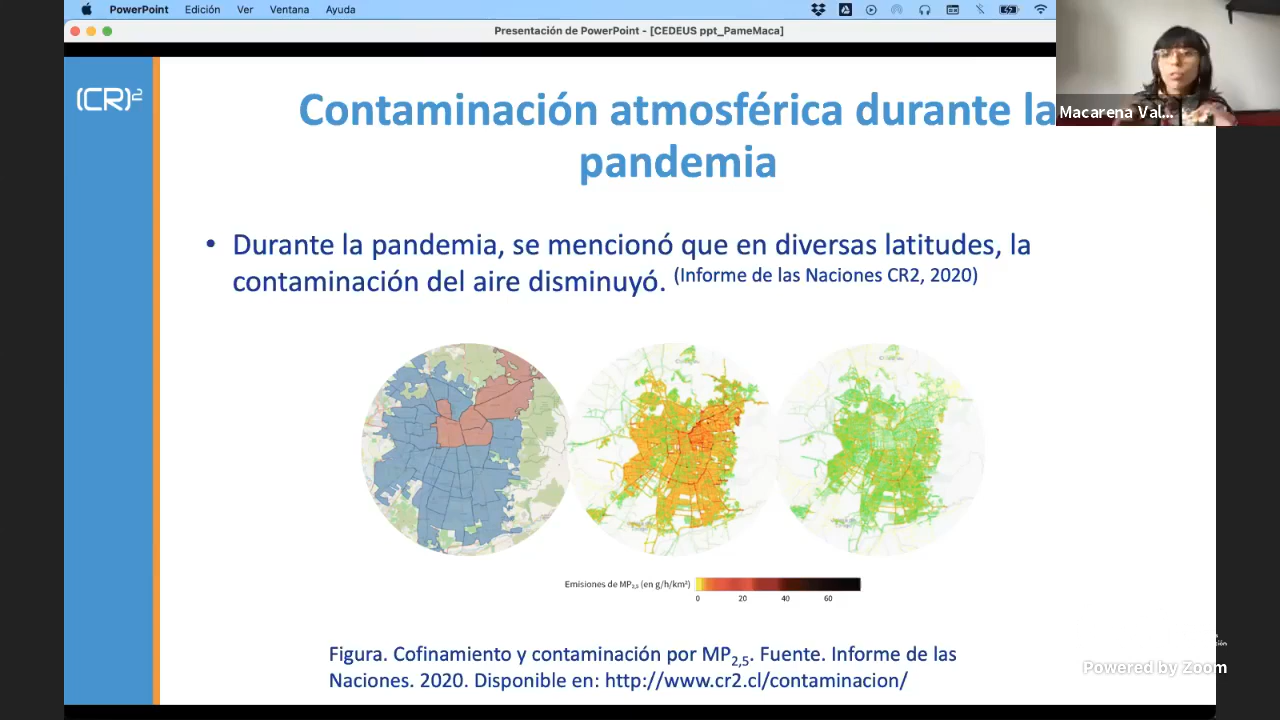 PowerPoint Edición Ver Ventana Ayuda
Presentación de PowerPoint - [CEDEUS ppt_PameMaca]
(CR)²
Contaminación atmosférica durante la
pandemia
Macarena Val...
• Durante la pandemia, se mencionó que en diversas latitudes, la
contaminación del aire disminuyó. (Informe de las Naciones CR2, 2020)
Emisiones de MP2,5 (en g/h/km²)
0 20 40 60
Figura. Cofinamiento y contaminación por MP2,5. Fuente. Informe de las
Naciones. 2020. Disponible en: http://www.cr2.cl/contaminacion/
Powered by Zoom